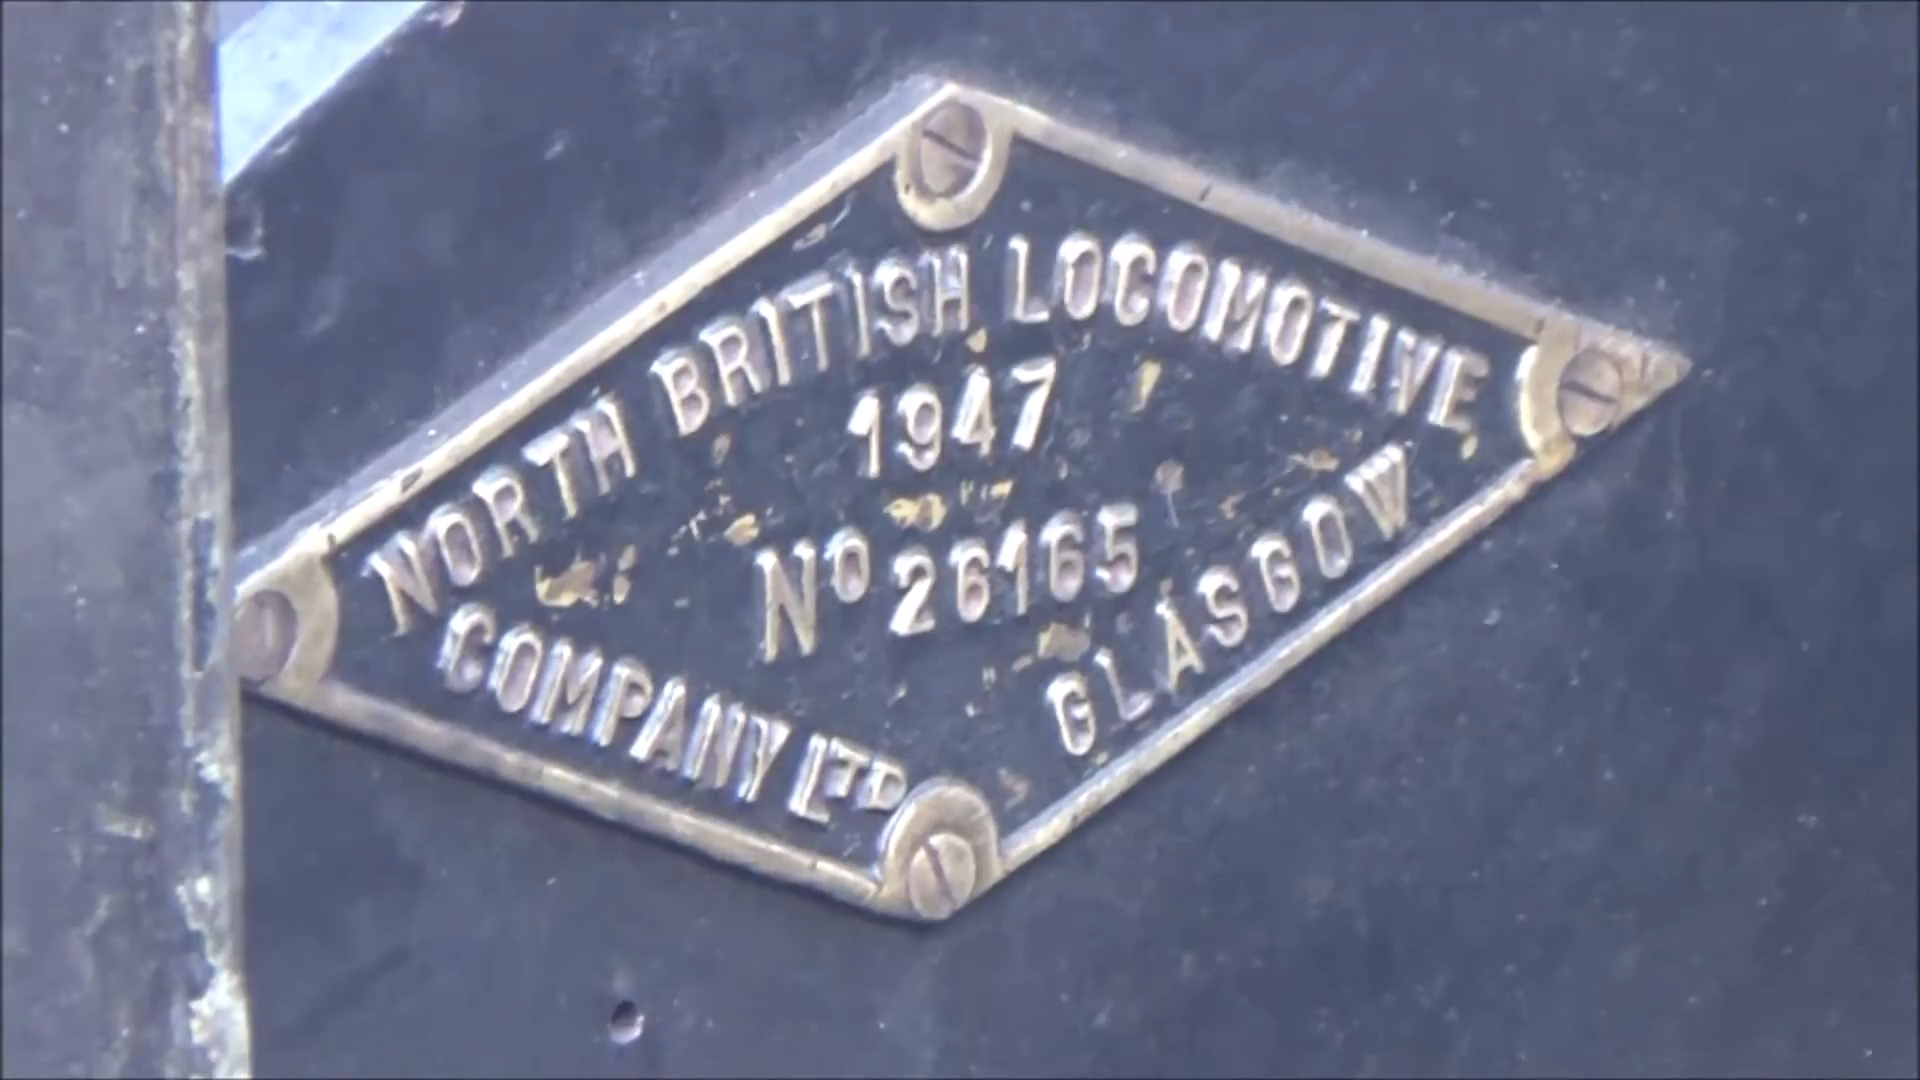 NORTH BRITISH LOCOMOTIVE
1947
No 26165
COMPANY LTD
GLASGOW